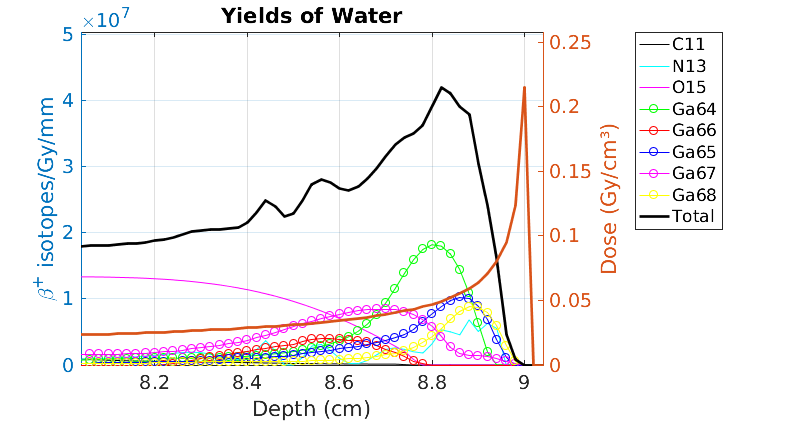 Yields of Water
×10⁷
5
4
3
2
1
0
β⁺ isotopes/Gy/mm
0.25
0.2
0.15
0.1
0.05
0
Dose (Gy/cm³)
8.2 8.4 8.6 8.8 9
Depth (cm)
C11
N13
O15
Ga64
Ga66
Ga65
Ga67
Ga68
Total